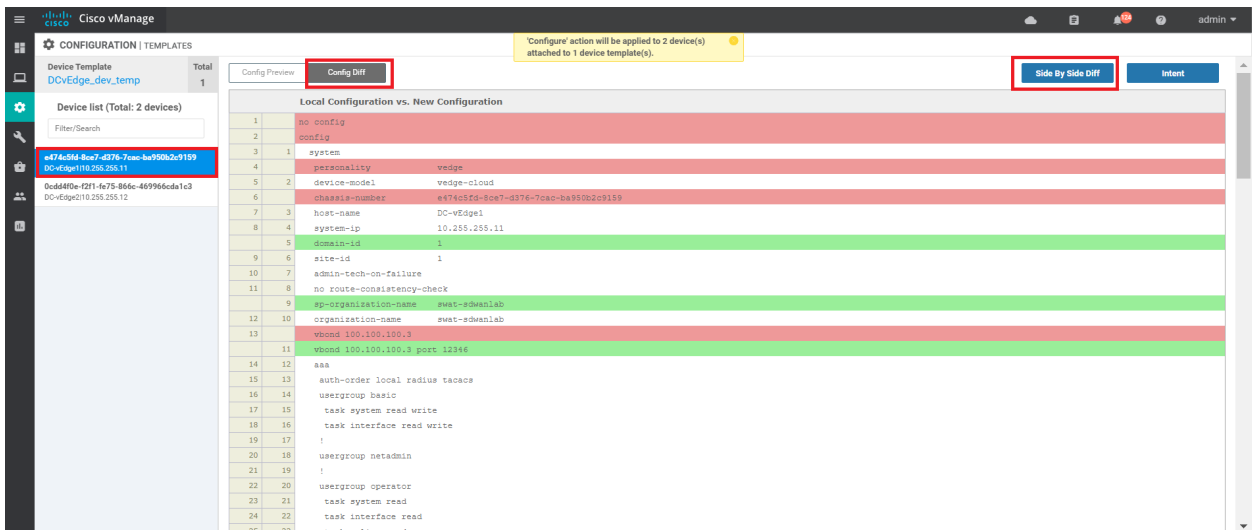 cisco Cisco vManage
124
admin
CONFIGURATION | TEMPLATES
'Configure' action will be applied to 2 device(s)
attached to 1 device template(s).
Device Template Total
DCvEdge_dev_temp 1
Config Preview Config Diff Side By Side Diff Intent
Device list (Total: 2 devices)
Filter/Search
e474c5fd-8ce7-d376-7cac-ba950b2c9159
DC-vEdge1|10.255.255.11
0cdd4f0e-f2f1-fe75-866c-469966cda1c3
DC-vEdge2|10.255.255.12
Local Configuration vs. New Configuration
1 no config
2 config
3 1 system
4 personality vedge
5 2 device-model vedge-cloud
6 chassis-number e474c5fd-8ce7-d376-7cac-ba950b2c9159
7 3 host-name DC-vEdge1
8 4 system-ip 10.255.255.11
5 domain-id 1
9 6 site-id 1
10 7 admin-tech-on-failure
11 8 no route-consistency-check
9 sp-organization-name swat-sdwanlab
12 10 organization-name swat-sdwanlab
13 vbond 100.100.100.3
11 vbond 100.100.100.3 port 12346
14 12 aaa
15 13 auth-order local radius tacacs
16 14 usergroup basic
17 15 task system read write
18 16 task interface read write
19 17 !
20 18 usergroup netadmin
21 19 !
22 20 usergroup operator
23 21 task system read
24 22 task interface read